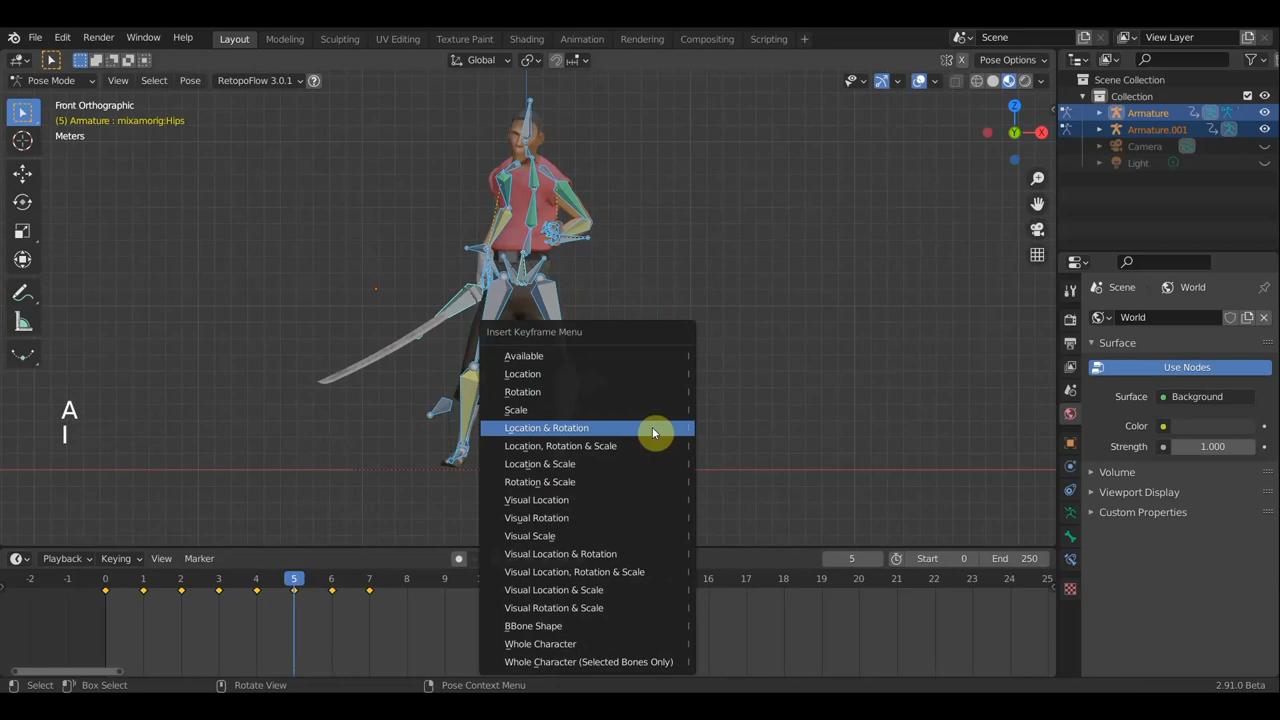 File Edit Render Window Help Layout Modeling Sculpting UV Editing Texture Paint Shading Animation Rendering Compositing Scripting + Scene View Layer
Global Pose Options
Pose Mode View Select Pose RetopoFlow 3.0.1
Front Orthographic
(5) Armature : mixamorig:Hips
Meters
Z
Y
X
Scene Collection
Collection
Armature
Armature.001
Camera
Light
A
I
Insert Keyframe Menu
Available I
Location I
Rotation I
Scale I
Location & Rotation I
Location, Rotation & Scale I
Location & Scale I
Rotation & Scale I
Visual Location I
Visual Rotation I
Visual Scale I
Visual Location & Rotation I
Visual Location, Rotation & Scale I
Visual Location & Scale I
Visual Rotation & Scale I
BBone Shape I
Whole Character I
Whole Character (Selected Bones Only) I
Scene World
World
Surface
Use Nodes
Surface Background
Color
Strength 1.000
Volume
Viewport Display
Custom Properties
Playback Keying View Marker 5 Start 0 End 250
-2 -1 0 1 2 3 4 5 6 7 8 9 16 17 18 19 20 21 22 23 24 25
Select Box Select Rotate View Pose Context Menu 2.91.0 Beta